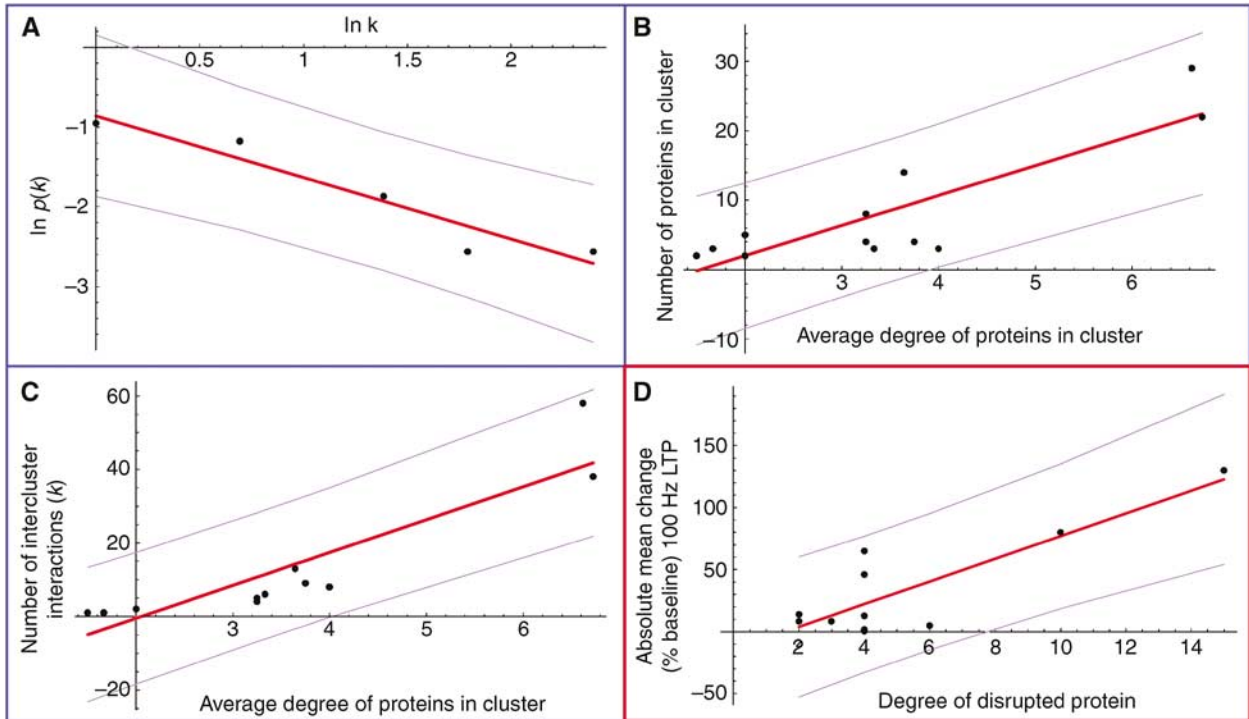 A
ln k
0.5
1
1.5
2
−1
−2
−3
ln p(k)
B
30
20
10
−10
3
4
5
6
Number of proteins in cluster
Average degree of proteins in cluster
C
60
40
20
−20
3
4
5
6
Number of intercluster
interactions (k)
Average degree of proteins in cluster
D
150
100
50
−50
2
4
6
8
10
12
14
Absolute mean change
(% baseline) 100 Hz LTP
Degree of disrupted protein